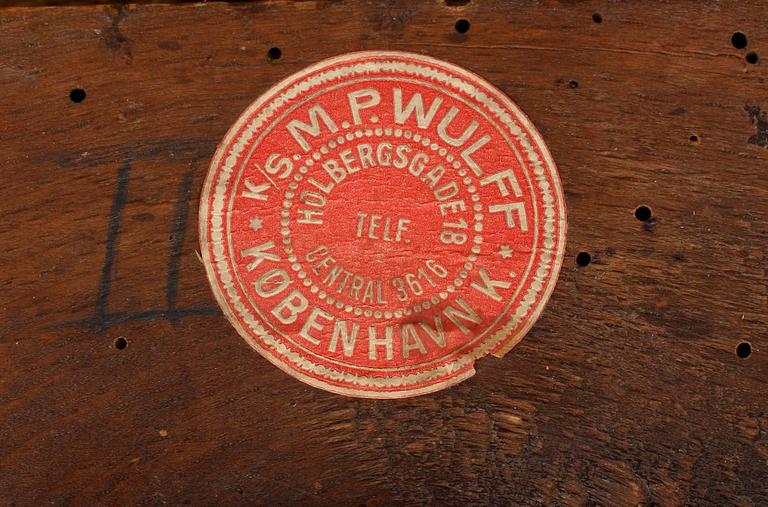 K/S. M.P. WULFF
HOLBERGSGADE 18
TELF.
CENTRAL 3616
KØBENHAVN K.